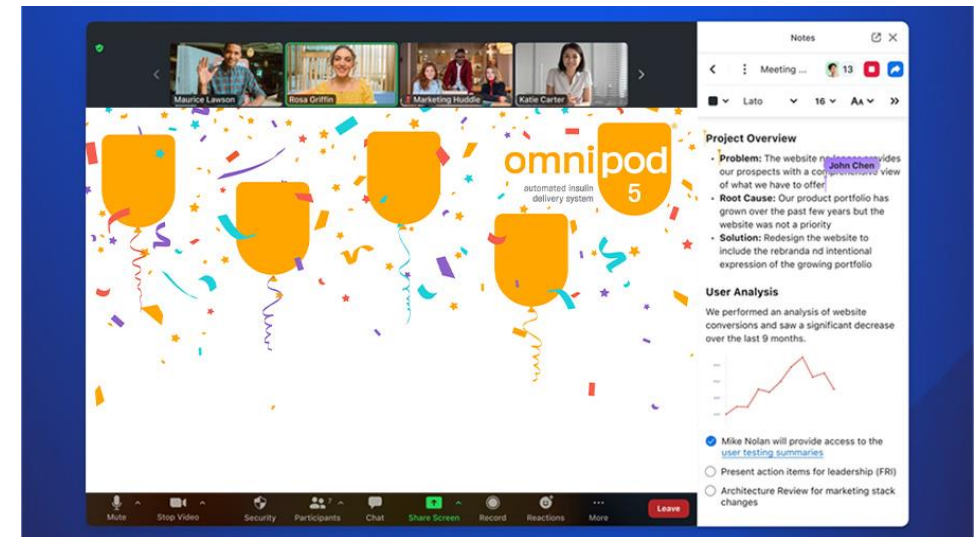 Maurice Lawson
Rosa Griffin
Marketing Huddle
Katie Carter
omnipod
automated insulin
delivery system
5
Mute
Stop Video
Security
Participants
7
Chat
Share Screen
Record
Reactions
More
Leave
Notes
Meeting ...
13
Lato
16
AA
Project Overview
• Problem: The website no provides
our prospects with a view
John Chen
of what we have to offer
• Root Cause: Our product portfolio has
grown over the past few years but the
website was not a priority
• Solution: Redesign the website to
include the rebranda nd intentional
expression of the growing portfolio
User Analysis
We performed an analysis of website
conversions and saw a significant decrease
over the last 9 months.
Mike Nolan will provide access to the
user testing summaries
Present action items for leadership (FRI)
Architecture Review for marketing stack
changes